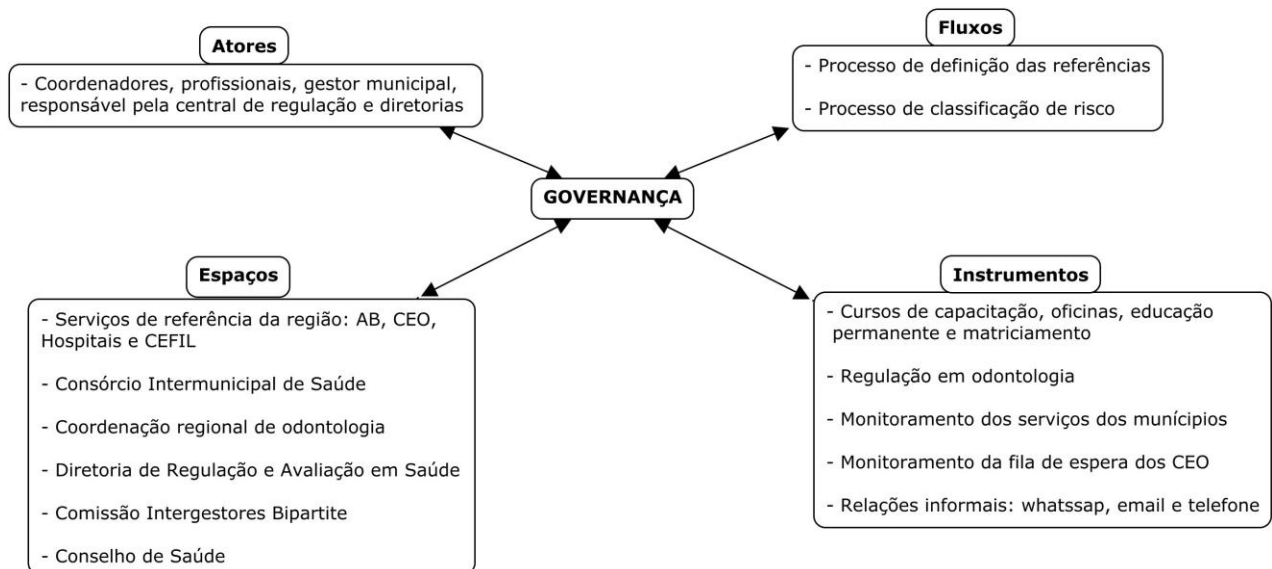 Atores
- Coordenadores, profissionais, gestor municipal,
responsável pela central de regulação e diretorias
Fluxos
- Processo de definição das referências
- Processo de classificação de risco
GOVERNANÇA
Espaços
- Serviços de referência da região: AB, CEO,
Hospitais e CEFIL
- Consórcio Intermunicipal de Saúde
- Coordenação regional de odontologia
- Diretoria de Regulação e Avaliação em Saúde
- Comissão Intergestores Bipartite
- Conselho de Saúde
Instrumentos
- Cursos de capacitação, oficinas, educação
permanente e matriciamento
- Regulação em odontologia
- Monitoramento dos serviços dos munícipios
- Monitoramento da fila de espera dos CEO
- Relações informais: whatssap, email e telefone